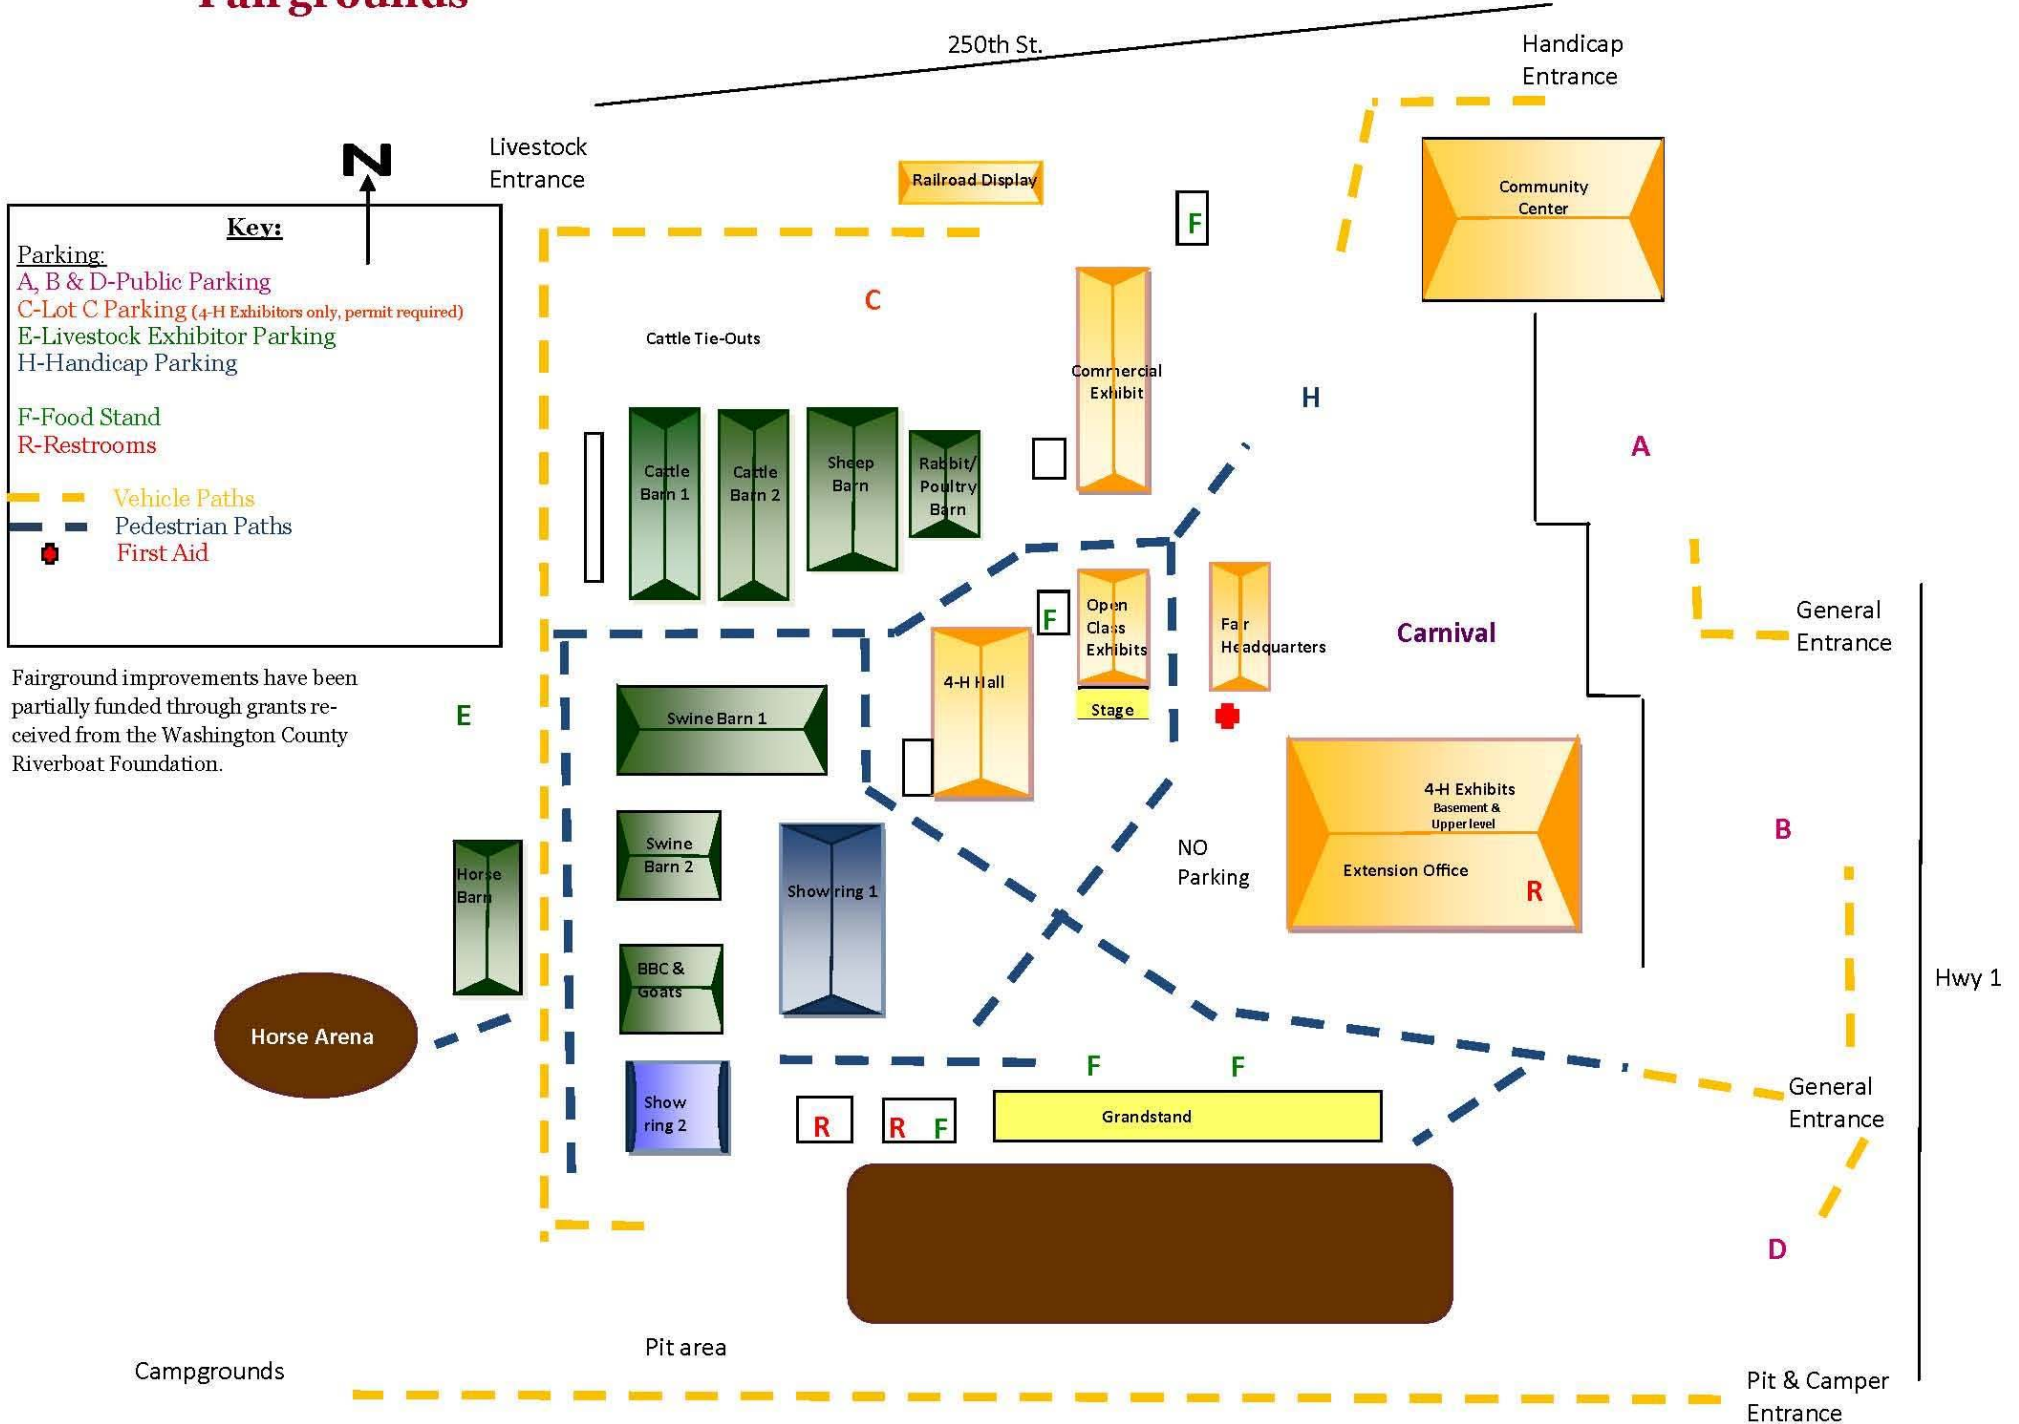 Fairgrounds
250th St.
Handicap
Entrance
Livestock
Entrance
N
Railroad Display
Community
Center
F
Key:
Parking:
A, B & D-Public Parking
C-Lot C Parking (4-H Exhibitors only, permit required)
E-Livestock Exhibitor Parking
H-Handicap Parking
F-Food Stand
R-Restrooms
Vehicle Paths
Pedestrian Paths
First Aid
C
Cattle Tie-Outs
Commercial
Exhibit
H
A
Cattle
Barn 1
Cattle
Barn 2
Sheep
Barn
Rabbit/
Poultry
Barn
F
Open
Class
Exhibits
Stage
Fair
Headquarters
Carnival
General
Entrance
Fairground improvements have been
partially funded through grants re-
ceived from the Washington County
Riverboat Foundation.
E
Swine Barn 1
4-H Hall
Swine
Barn 2
Show ring 1
NO
Parking
4-H Exhibits
Basement &
Upper level
Extension Office
R
B
Horse
Barn
BBC &
Goats
Hwy 1
Horse Arena
Show
ring 2
R
R F
F
F
Grandstand
General
Entrance
D
Pit area
Campgrounds
Pit & Camper
Entrance